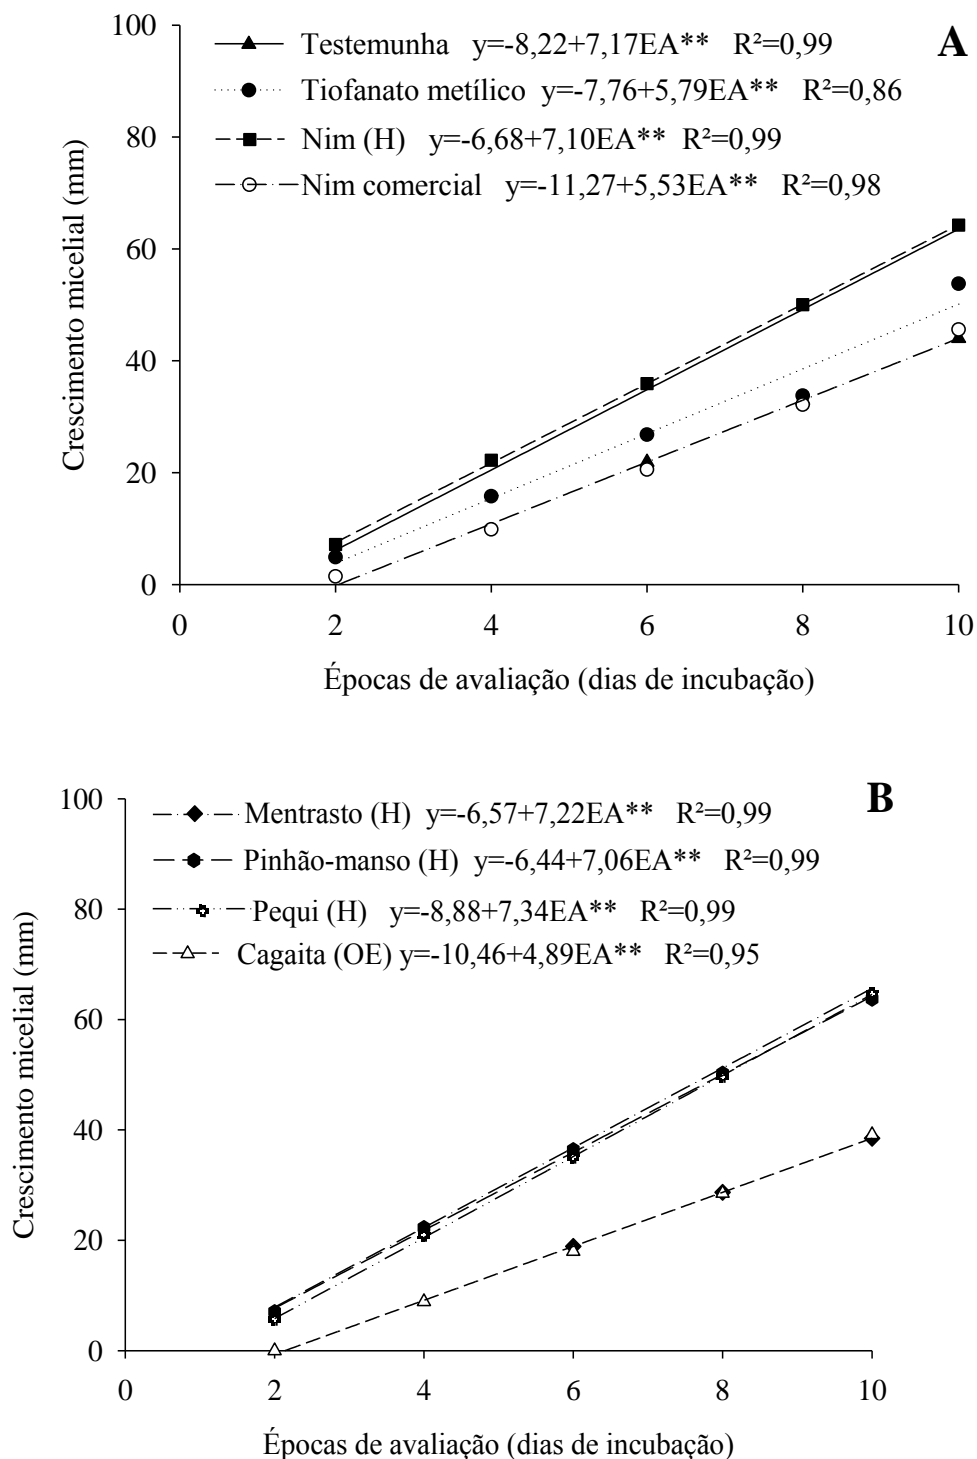 A
Testemunha y=-8,22+7,17EA** R²=0,99
Tiofanato metílico y=-7,76+5,79EA** R²=0,86
Nim (H) y=-6,68+7,10EA** R²=0,99
Nim comercial y=-11,27+5,53EA** R²=0,98
Crescimento micelial (mm)
100
80
60
40
20
0
0 2 4 6 8 10
Épocas de avaliação (dias de incubação)
B
Mentrasto (H) y=-6,57+7,22EA** R²=0,99
Pinhão-manso (H) y=-6,44+7,06EA** R²=0,99
Pequi (H) y=-8,88+7,34EA** R²=0,99
Cagaita (OE) y=-10,46+4,89EA** R²=0,95
Crescimento micelial (mm)
100
80
60
40
20
0
0 2 4 6 8 10
Épocas de avaliação (dias de incubação)